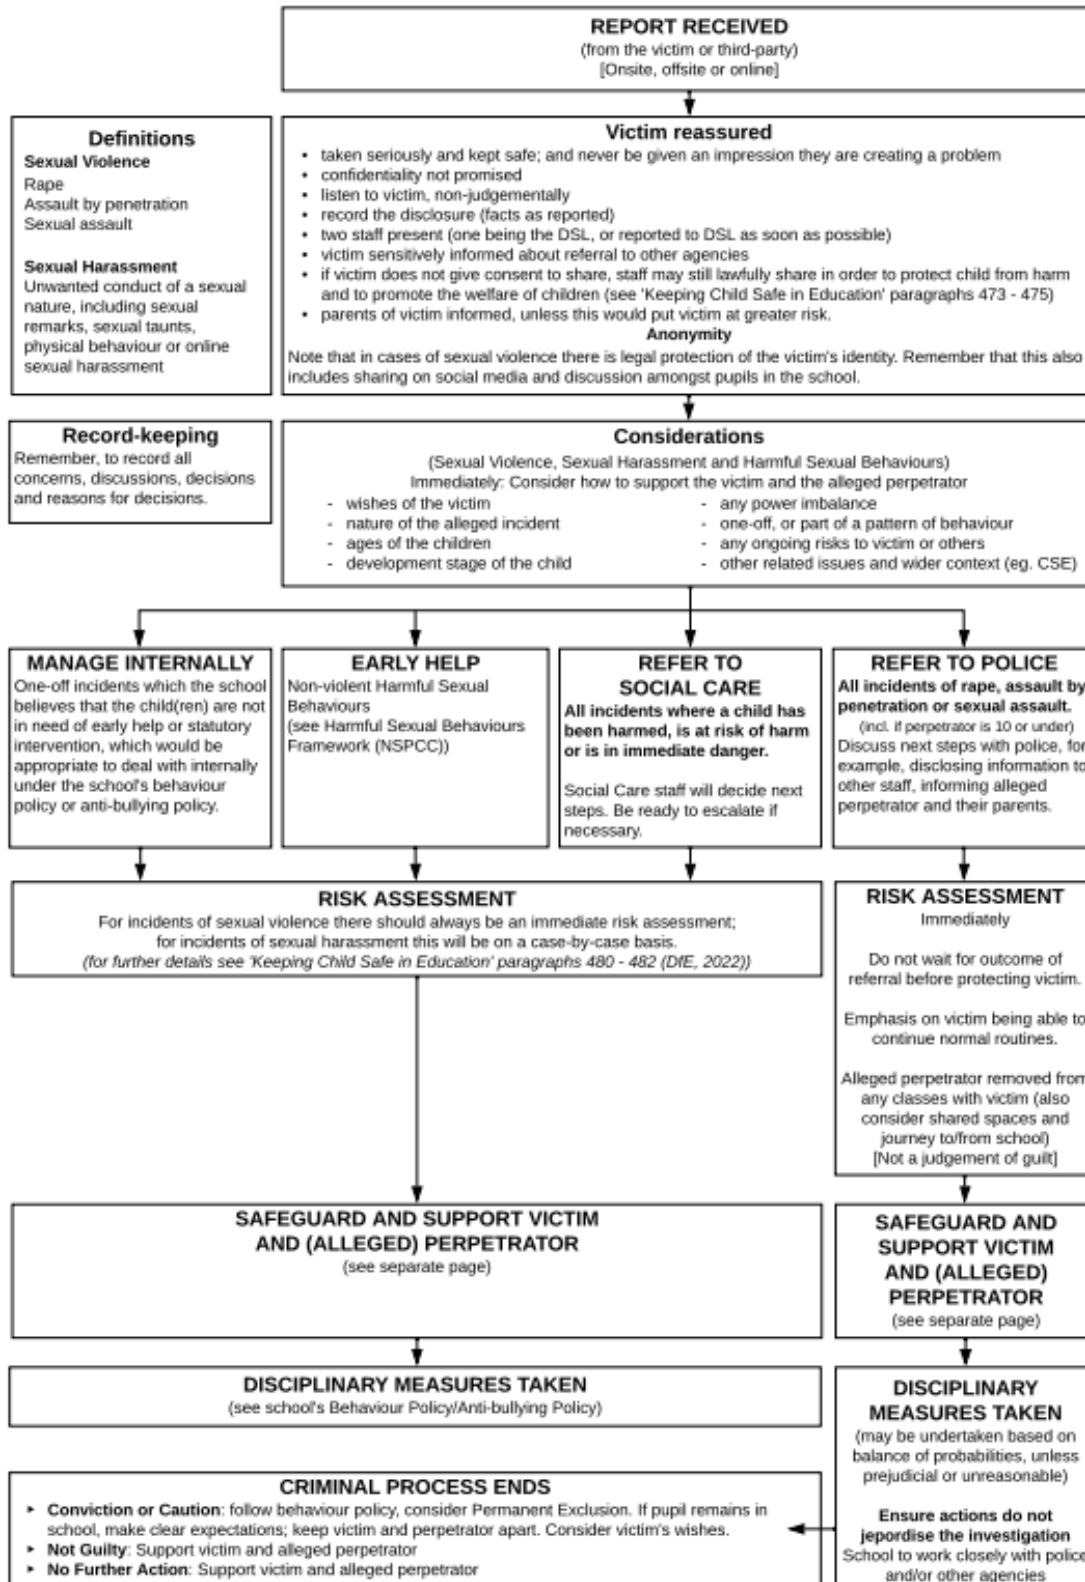 REPORT RECEIVED
(from the victim or third-party)
[Onsite, offsite or online]
Definitions
Sexual Violence
Rape
Assault by penetration
Sexual assault
Sexual Harassment
Unwanted conduct of a sexual
nature, including sexual
remarks, sexual taunts,
physical behaviour or online
sexual harassment
Victim reassured
• taken seriously and kept safe; and never be given an impression they are creating a problem
• confidentiality not promised
• listen to victim, non-judgementally
• record the disclosure (facts as reported)
• two staff present (one being the DSL, or reported to DSL as soon as possible)
• victim sensitively informed about referral to other agencies
• if victim does not give consent to share, staff may still lawfully share in order to protect child from harm
and to promote the welfare of children (see 'Keeping Child Safe in Education' paragraphs 473 - 475)
• parents of victim informed, unless this would put victim at greater risk.
Anonymity
Note that in cases of sexual violence there is legal protection of the victim's identity. Remember that this also
includes sharing on social media and discussion amongst pupils in the school.
Record-keeping
Remember, to record all
concerns, discussions, decisions
and reasons for decisions.
Considerations
(Sexual Violence, Sexual Harassment and Harmful Sexual Behaviours)
Immediately: Consider how to support the victim and the alleged perpetrator
- wishes of the victim
- nature of the alleged incident
- ages of the children
- development stage of the child
- any power imbalance
- one-off, or part of a pattern of behaviour
- any ongoing risks to victim or others
- other related issues and wider context (eg. CSE)
MANAGE INTERNALLY
One-off incidents which the school
believes that the child(ren) are not
in need of early help or statutory
intervention, which would be
appropriate to deal with internally
under the school's behaviour
policy or anti-bullying policy.
EARLY HELP
Non-violent Harmful Sexual
Behaviours
(see Harmful Sexual Behaviours
Framework (NSPCC))
REFER TO
SOCIAL CARE
All incidents where a child has
been harmed, is at risk of harm
or is in immediate danger.
Social Care staff will decide next
steps. Be ready to escalate if
necessary.
REFER TO POLICE
All incidents of rape, assault by
penetration or sexual assault.
(incl. if perpetrator is 10 or under)
Discuss next steps with police, for
example, disclosing information to
other staff, informing alleged
perpetrator and their parents.
RISK ASSESSMENT
For incidents of sexual violence there should always be an immediate risk assessment;
for incidents of sexual harassment this will be on a case-by-case basis.
(for further details see 'Keeping Child Safe in Education' paragraphs 480 - 482 (DfE, 2022))
RISK ASSESSMENT
Immediately
Do not wait for outcome of
referral before protecting victim.
Emphasis on victim being able to
continue normal routines.
Alleged perpetrator removed from
any classes with victim (also
consider shared spaces and
journey to/from school)
[Not a judgement of guilt]
SAFEGUARD AND SUPPORT VICTIM
AND (ALLEGED) PERPETRATOR
(see separate page)
SAFEGUARD AND
SUPPORT VICTIM
AND (ALLEGED)
PERPETRATOR
(see separate page)
DISCIPLINARY MEASURES TAKEN
(see school's Behaviour Policy/Anti-bullying Policy)
DISCIPLINARY
MEASURES TAKEN
(may be undertaken based on
balance of probabilities, unless
prejudicial or unreasonable)
Ensure actions do not
jepordise the investigation
School to work closely with police
and/or other agencies
CRIMINAL PROCESS ENDS
► Conviction or Caution: follow behaviour policy, consider Permanent Exclusion. If pupil remains in
school, make clear expectations; keep victim and perpetrator apart. Consider victim's wishes.
► Not Guilty: Support victim and alleged perpetrator
► No Further Action: Support victim and alleged perpetrator